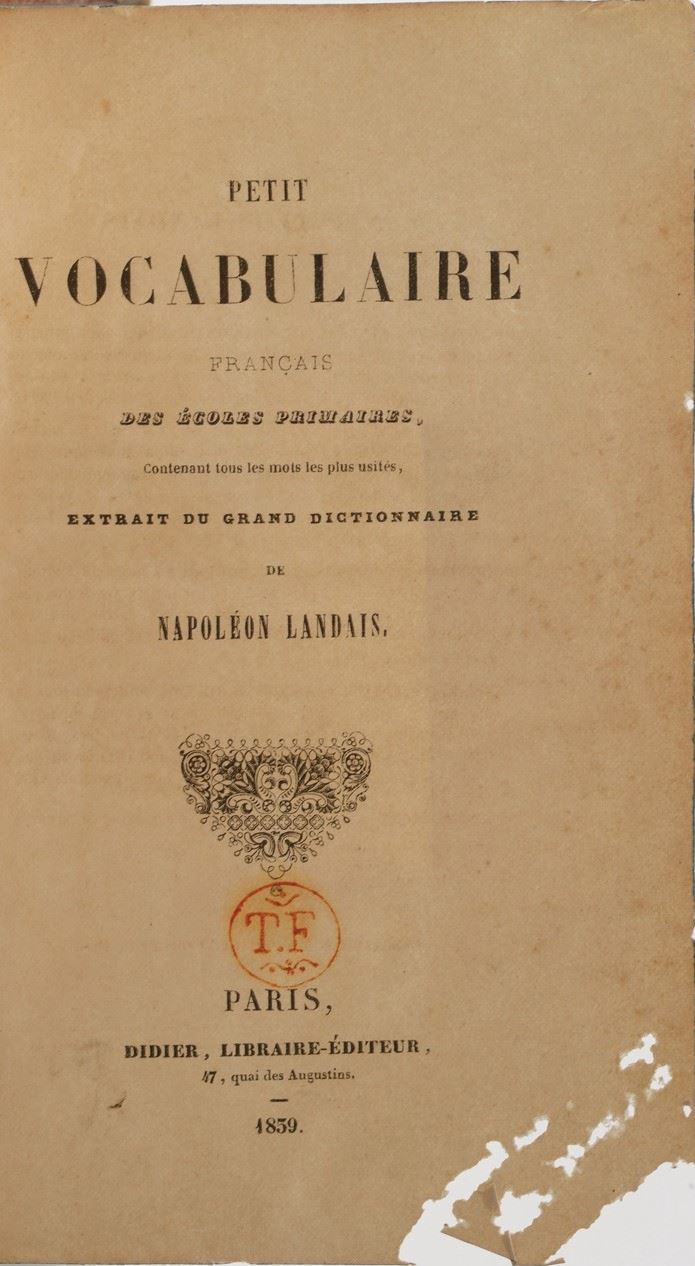 PETIT
VOCABULAIRE
FRANÇAIS
DES ÉCOLES PRIMAIRES,
Contenant tous les mots les plus usités,
EXTRAIT DU GRAND DICTIONNAIRE
DE
NAPOLÉON LANDAIS.
T.F
PARIS,
DIDIER, LIBRAIRE-ÉDITEUR,
47, quai des Augustins.
1839.